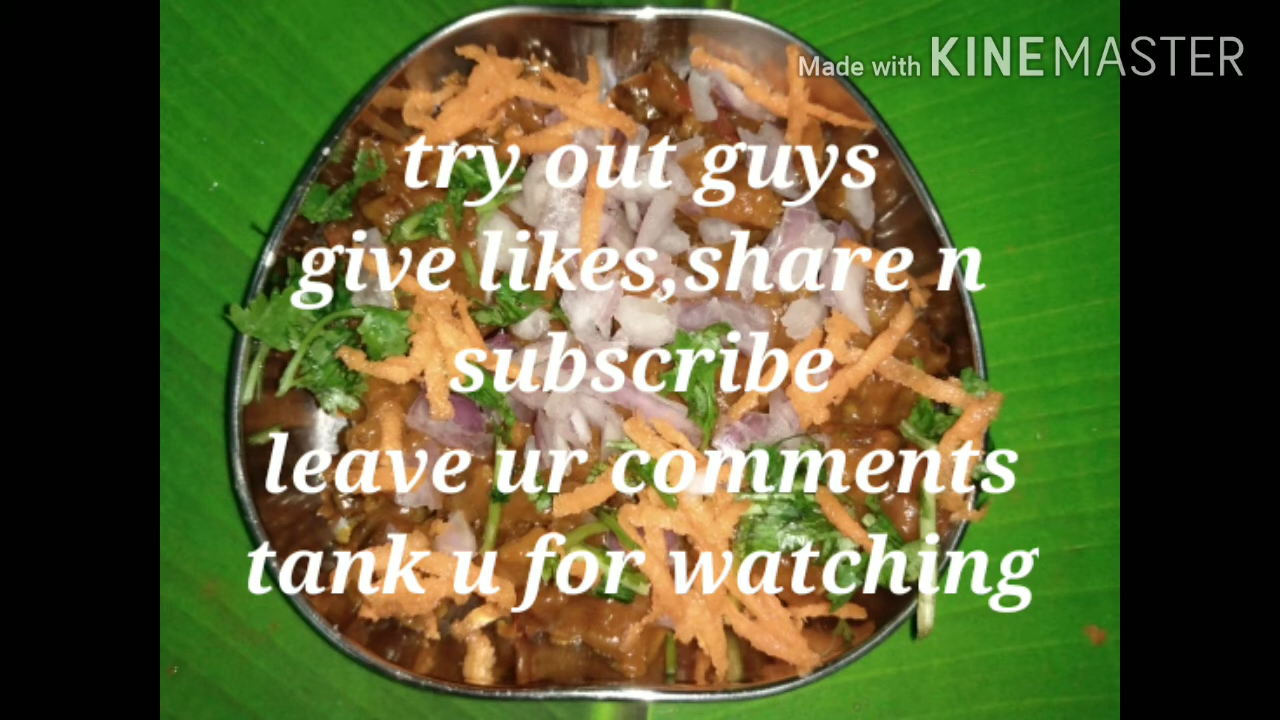 Made with KINEMASTER
try out guys
give likes,share n
subscribe
leave ur comments
tank u for watching